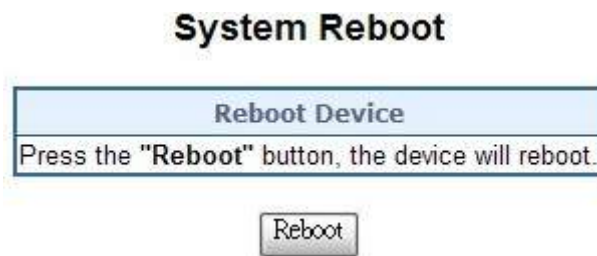 System Reboot
Reboot Device
Press the "Reboot" button, the device will reboot.
Reboot